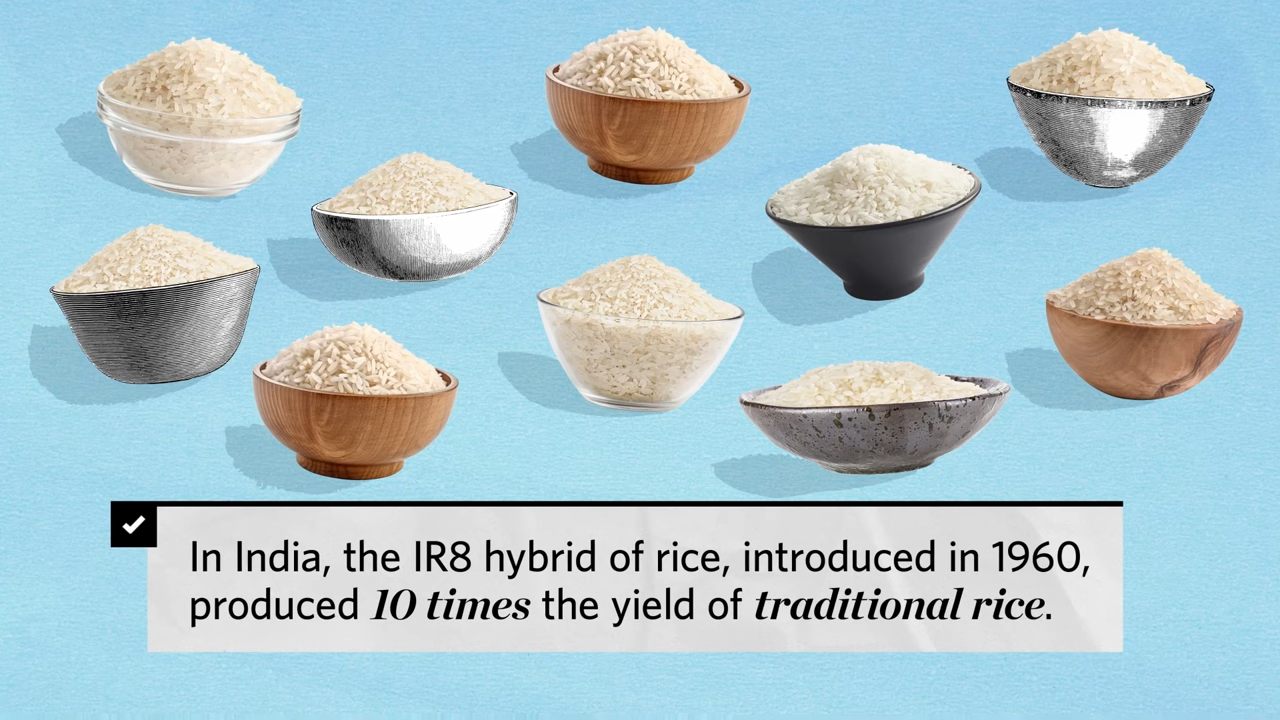 In India, the IR8 hybrid of rice, introduced in 1960,
produced 10 times the yield of traditional rice.